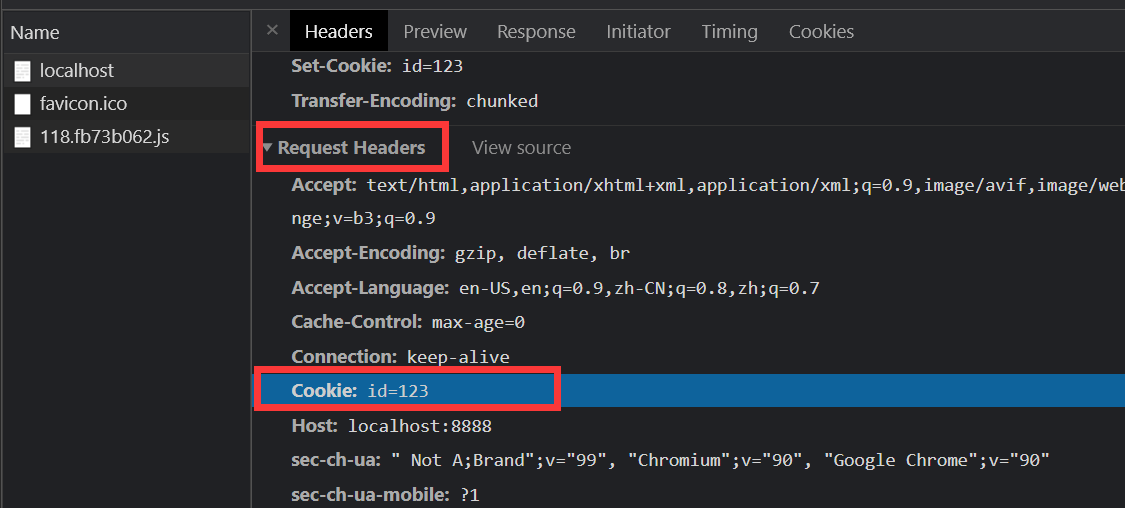 Name
localhost
favicon.ico
118.fb73b062.js
Headers Preview Response Initiator Timing Cookies
Set-Cookie: id=123
Transfer-Encoding: chunked
Request Headers View source
Accept: text/html,application/xhtml+xml,application/xml;q=0.9,image/avif,image/web
nge;v=b3;q=0.9
Accept-Encoding: gzip, deflate, br
Accept-Language: en-US,en;q=0.9,zh-CN;q=0.8,zh;q=0.7
Cache-Control: max-age=0
Connection: keep-alive
Cookie: id=123
Host: localhost:8888
sec-ch-ua: " Not A;Brand";v="99", "Chromium";v="90", "Google Chrome";v="90"
sec-ch-ua-mobile: ?1